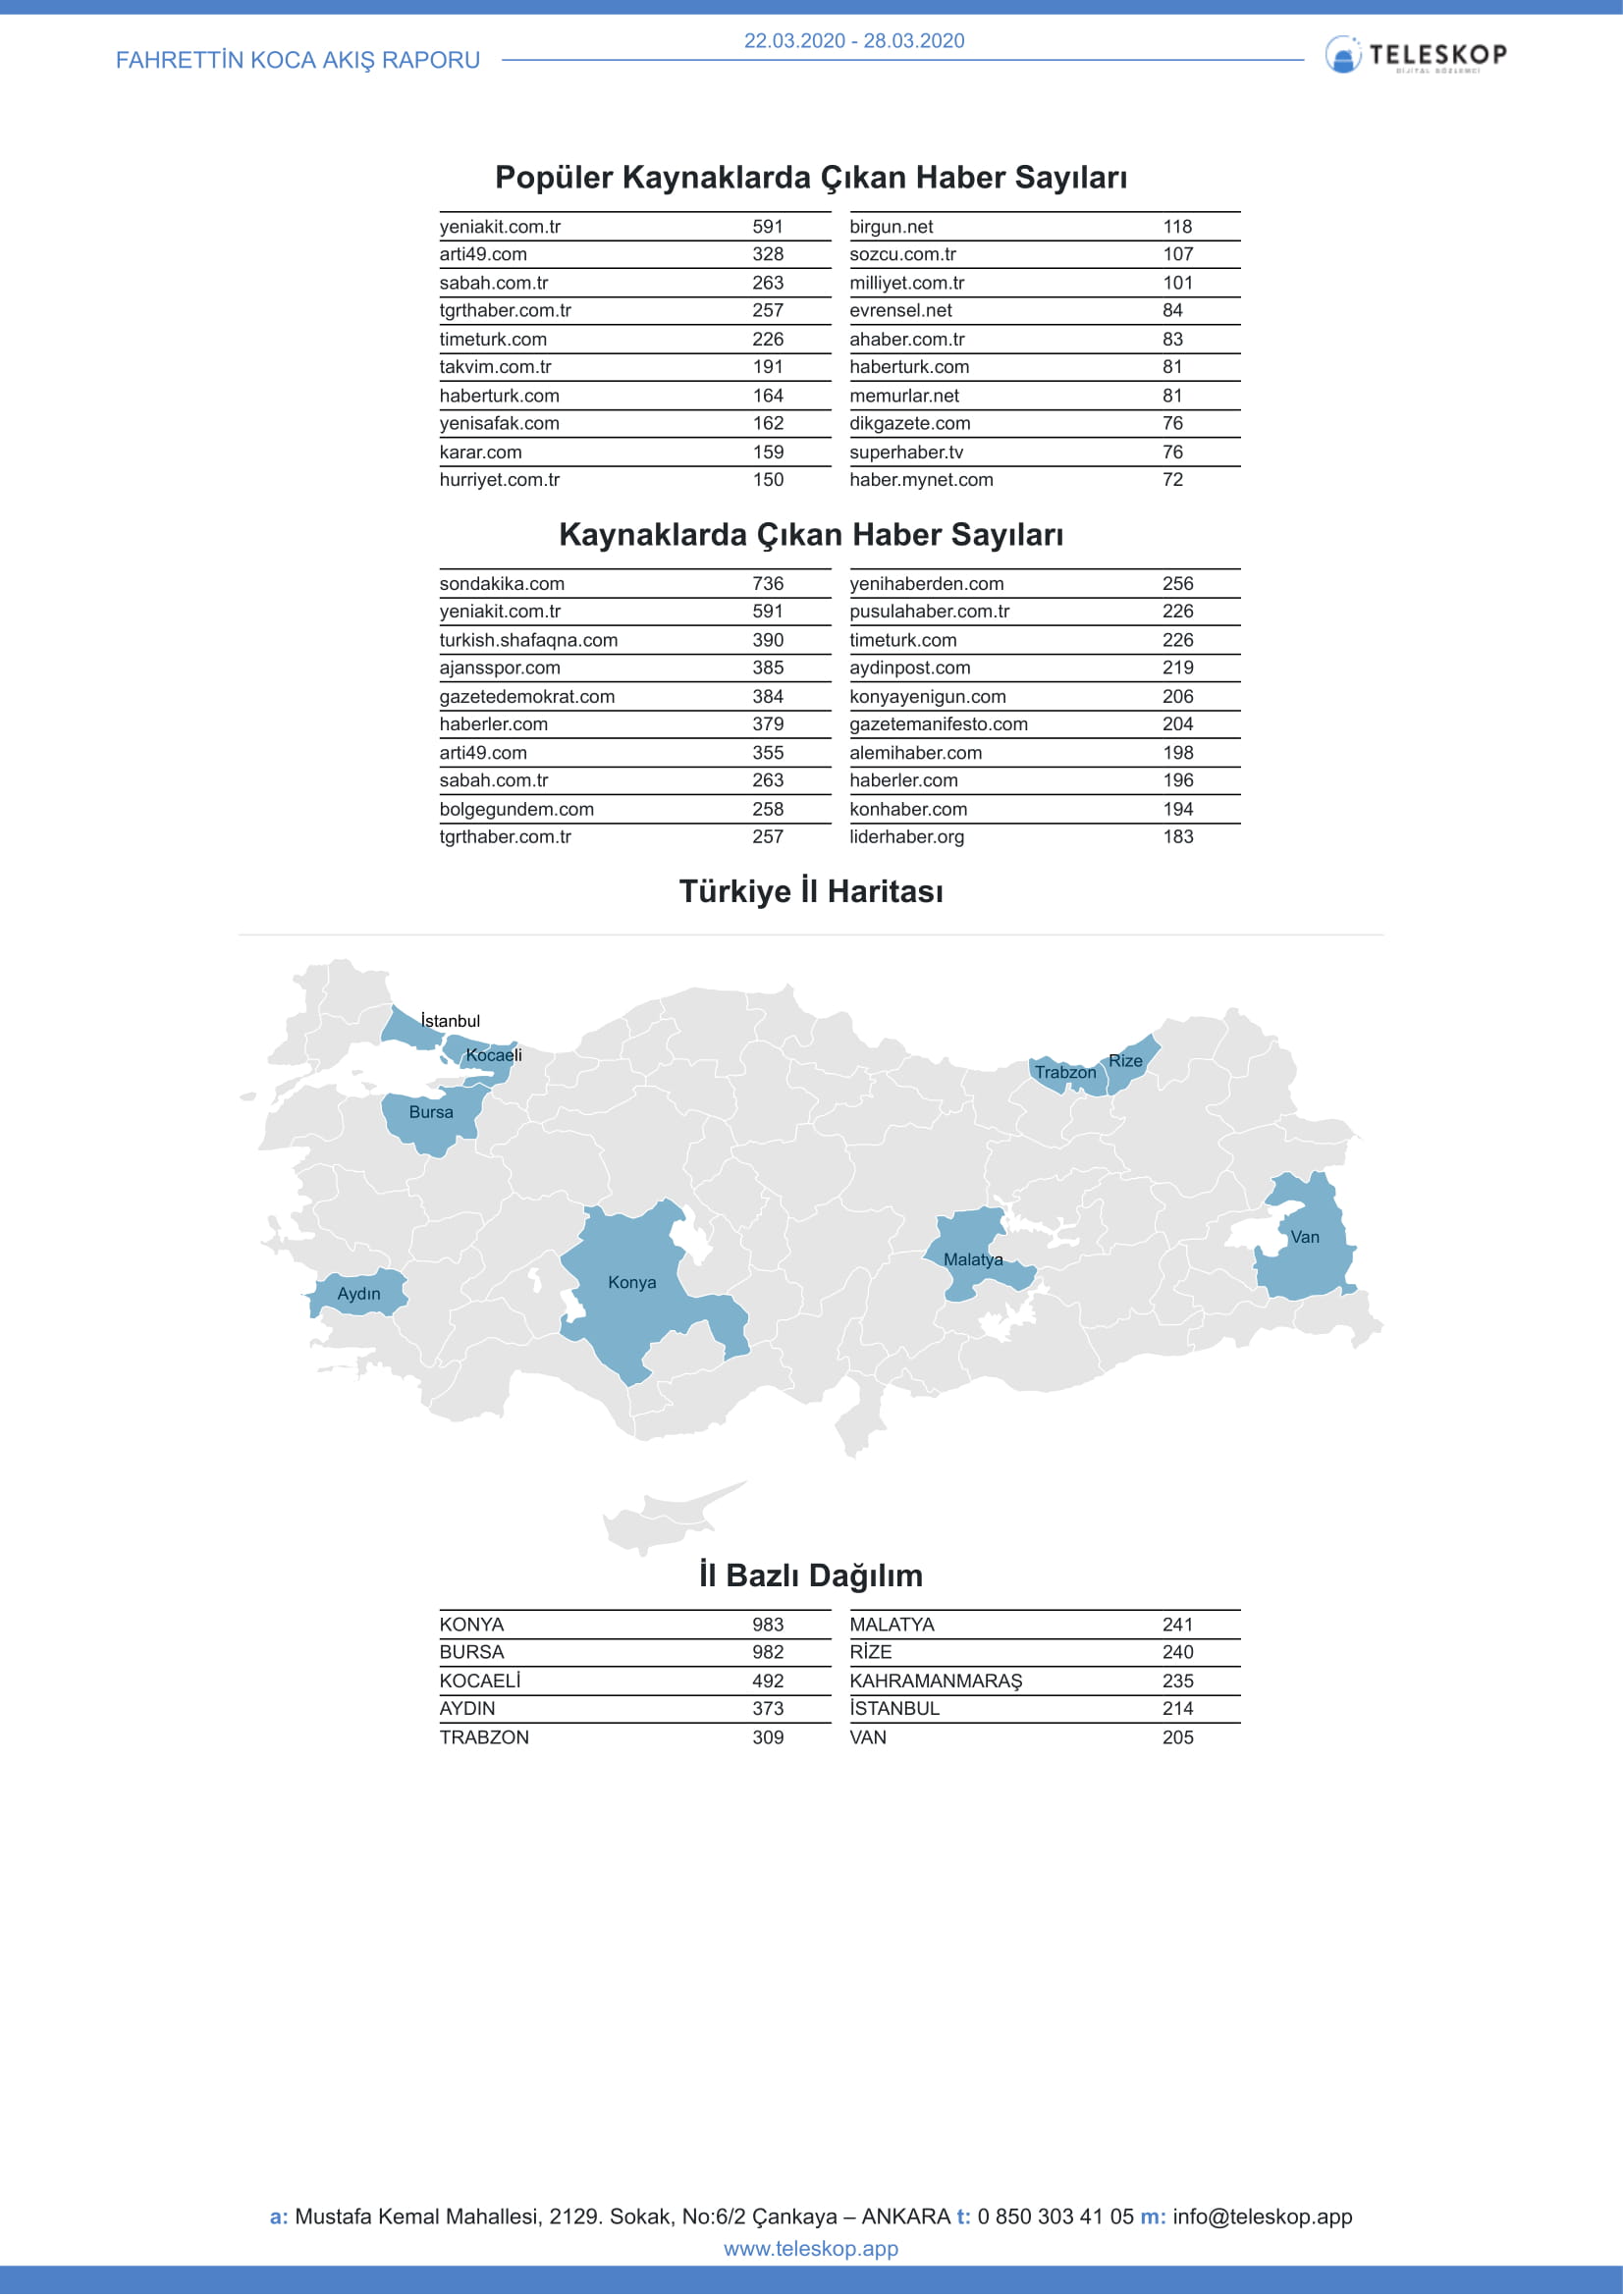 FAHRETTİN KOCA AKIŞ RAPORU
22.03.2020 - 28.03.2020
TELESKOP
DİJİTAL GÖZLEMCİ
Popüler Kaynaklarda Çıkan Haber Sayıları
yeniakit.com.tr 591 birgun.net 118
arti49.com 328 sozcu.com.tr 107
sabah.com.tr 263 milliyet.com.tr 101
tgrthaber.com.tr 257 evrensel.net 84
timeturk.com 226 ahaber.com.tr 83
takvim.com.tr 191 haberturk.com 81
haberturk.com 164 memurlar.net 81
yenisafak.com 162 dikgazete.com 76
karar.com 159 superhaber.tv 76
hurriyet.com.tr 150 haber.mynet.com 72
Kaynaklarda Çıkan Haber Sayıları
sondakika.com 736 yenihaberden.com 256
yeniakit.com.tr 591 pusulahaber.com.tr 226
turkish.shafaqna.com 390 timeturk.com 226
ajansspor.com 385 aydinpost.com 219
gazetedemokrat.com 384 konyayenigun.com 206
haberler.com 379 gazetemanifesto.com 204
arti49.com 355 alemihaber.com 198
sabah.com.tr 263 haberler.com 196
bolgegundem.com 258 konhaber.com 194
tgrthaber.com.tr 257 liderhaber.org 183
Türkiye İl Haritası
İstanbul
Kocaeli
Rize
Trabzon
Bursa
Van
Malatya
Konya
Aydın
İl Bazlı Dağılım
KONYA 983 MALATYA 241
BURSA 982 RİZE 240
KOCAELİ 492 KAHRAMANMARAŞ 235
AYDIN 373 İSTANBUL 214
TRABZON 309 VAN 205
a: Mustafa Kemal Mahallesi, 2129. Sokak, No:6/2 Çankaya – ANKARA t: 0 850 303 41 05 m: info@teleskop.app
www.teleskop.app